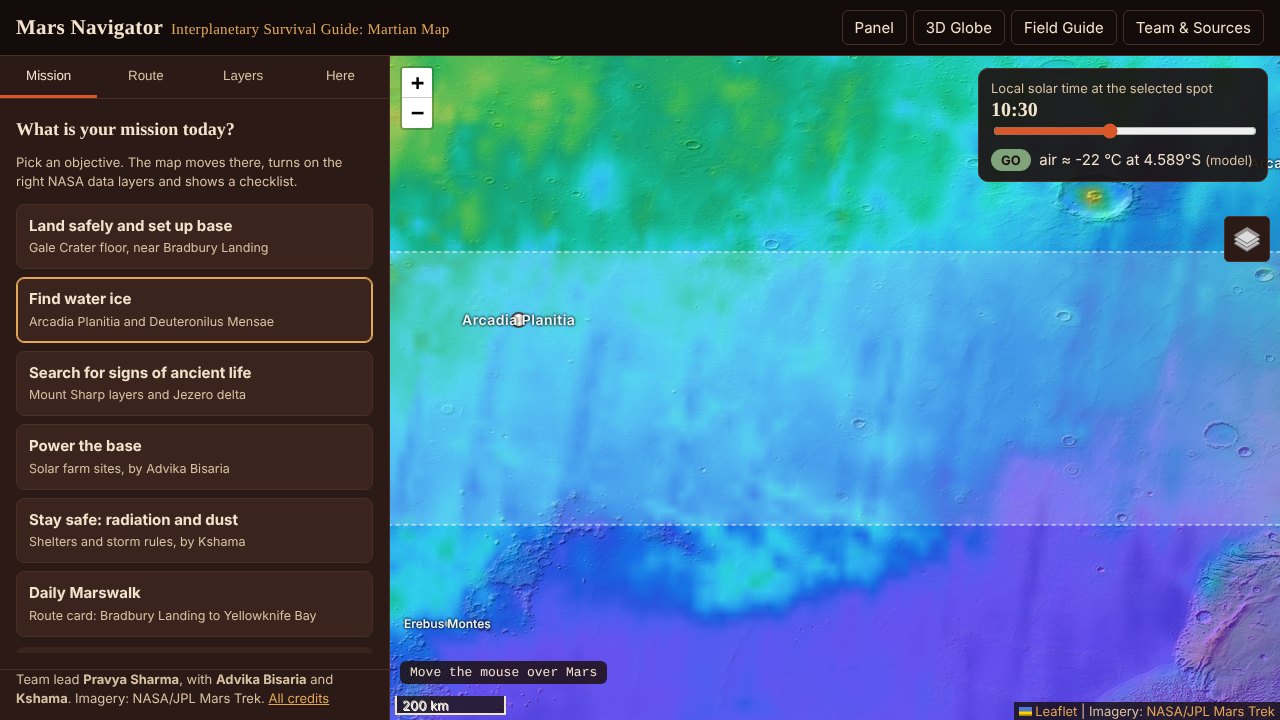 Mars Navigator Interplanetary Survival Guide: Martian Map
Panel
3D Globe
Field Guide
Team & Sources
Mission
Route
Layers
Here
What is your mission today?
Pick an objective. The map moves there, turns on the
right NASA data layers and shows a checklist.
Land safely and set up base
Gale Crater floor, near Bradbury Landing
Find water ice
Arcadia Planitia and Deuteronilus Mensae
Search for signs of ancient life
Mount Sharp layers and Jezero delta
Power the base
Solar farm sites, by Advika Bisaria
Stay safe: radiation and dust
Shelters and storm rules, by Kshama
Daily Marswalk
Route card: Bradbury Landing to Yellowknife Bay
Team lead Pravya Sharma, with Advika Bisaria and
Kshama. Imagery: NASA/JPL Mars Trek. All credits
+
−
Local solar time at the selected spot
10:30
GO air ≈ -22 °C at 4.589°S (model)
Arcadia Planitia
Erebus Montes
Move the mouse over Mars
200 km
Leaflet | Imagery: NASA/JPL Mars Trek